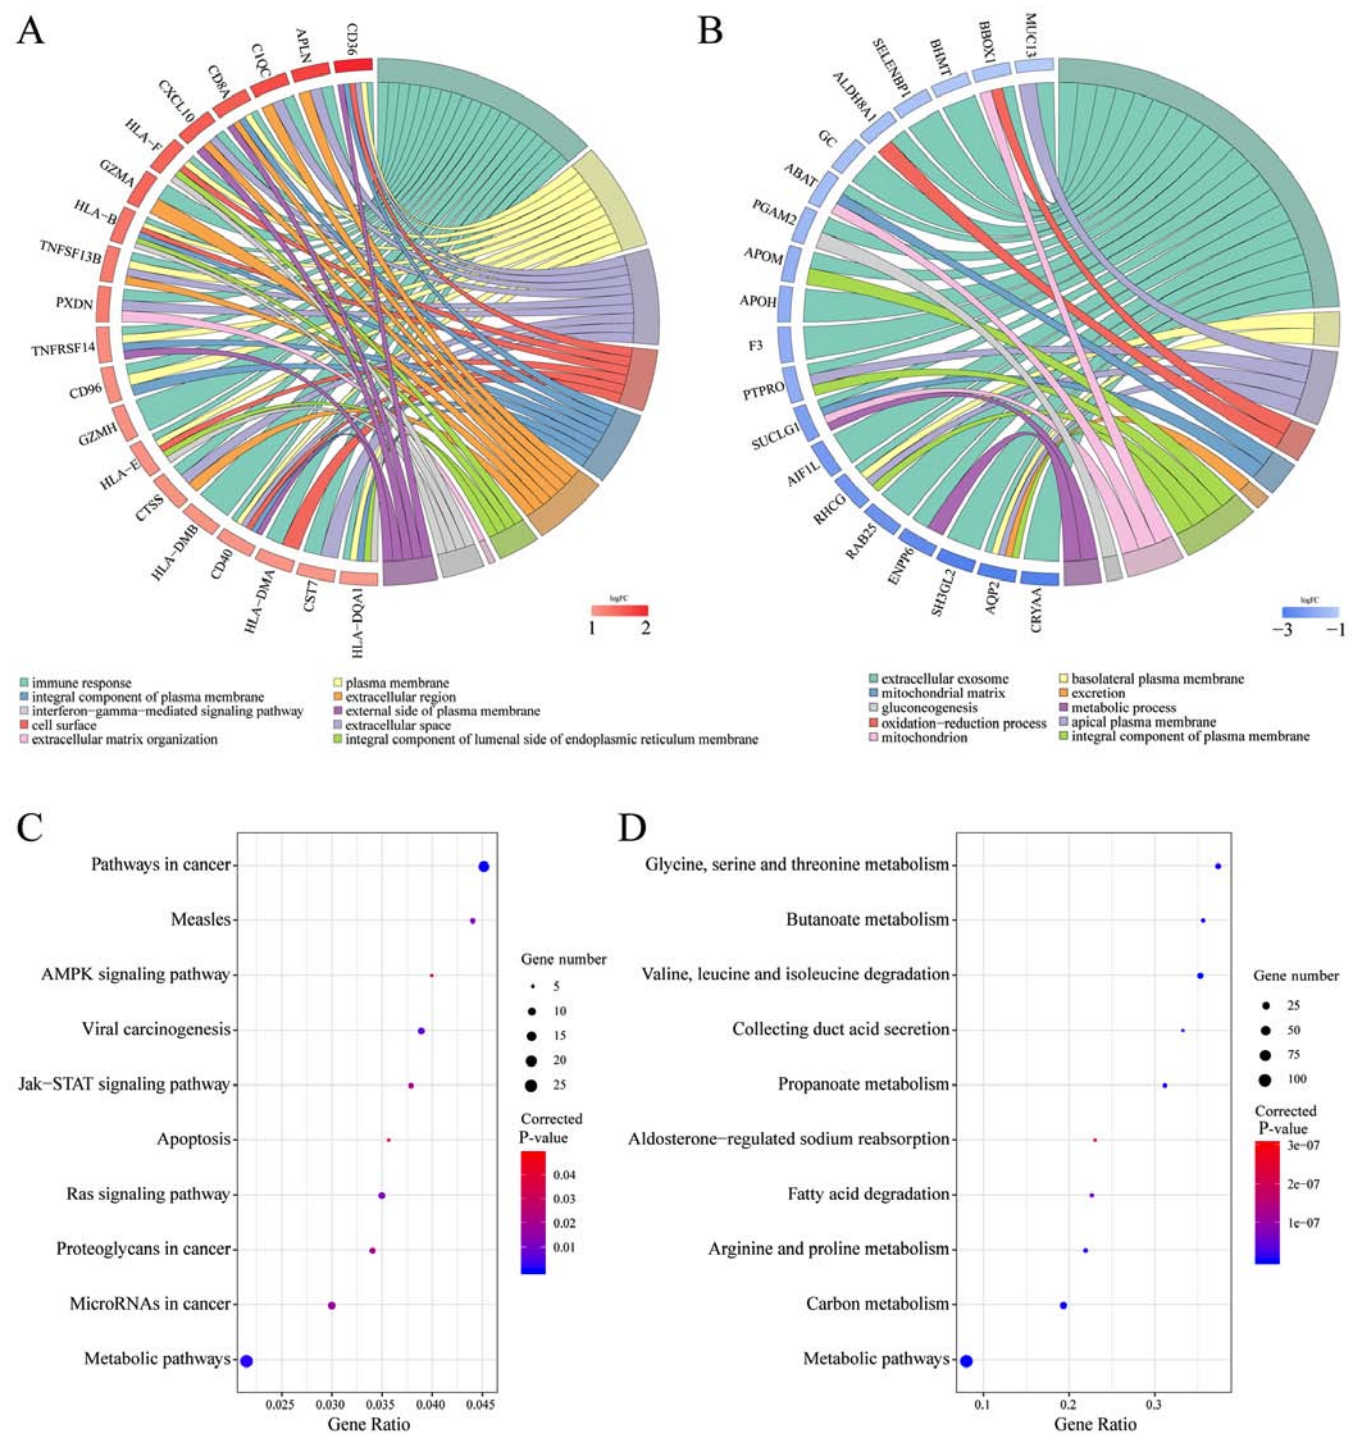 A
CD36
APLN
C1QC
CD8A
CXCL10
HLA−F
GZMA
HLA−B
TNFSF13B
PXDN
TNFRSF14
CD96
GZMH
HLA−E
CTSS
HLA−DMB
CD40
HLA−DMA
CST7
HLA−DQA1
logFC
1 2
immune response
integral component of plasma membrane
interferon−gamma−mediated signaling pathway
cell surface
extracellular matrix organization
plasma membrane
extracellular region
external side of plasma membrane
extracellular space
integral component of lumenal side of endoplasmic reticulum membrane
B
MUC13
BBOX1
BHMT
SELENBP1
ALDH8A1
GC
ABAT
PGAM2
APOM
APOH
F3
PTPRO
SUCLG1
AIF1L
RHCG
RAB25
ENPP6
SH3GL2
AQP2
CRYAA
logFC
−3 −1
extracellular exosome
mitochondrial matrix
gluconeogenesis
oxidation−reduction process
mitochondrion
basolateral plasma membrane
excretion
metabolic process
apical plasma membrane
integral component of plasma membrane
C
Pathways in cancer
Measles
AMPK signaling pathway
Viral carcinogenesis
Jak−STAT signaling pathway
Apoptosis
Ras signaling pathway
Proteoglycans in cancer
MicroRNAs in cancer
Metabolic pathways
0.025 0.030 0.035 0.040 0.045
Gene Ratio
Gene number
5
10
15
20
25
Corrected
P-value
0.04
0.03
0.02
0.01
D
Glycine, serine and threonine metabolism
Butanoate metabolism
Valine, leucine and isoleucine degradation
Collecting duct acid secretion
Propanoate metabolism
Aldosterone−regulated sodium reabsorption
Fatty acid degradation
Arginine and proline metabolism
Carbon metabolism
Metabolic pathways
0.1 0.2 0.3
Gene Ratio
Gene number
25
50
75
100
Corrected
P-value
3e−07
2e−07
1e−07